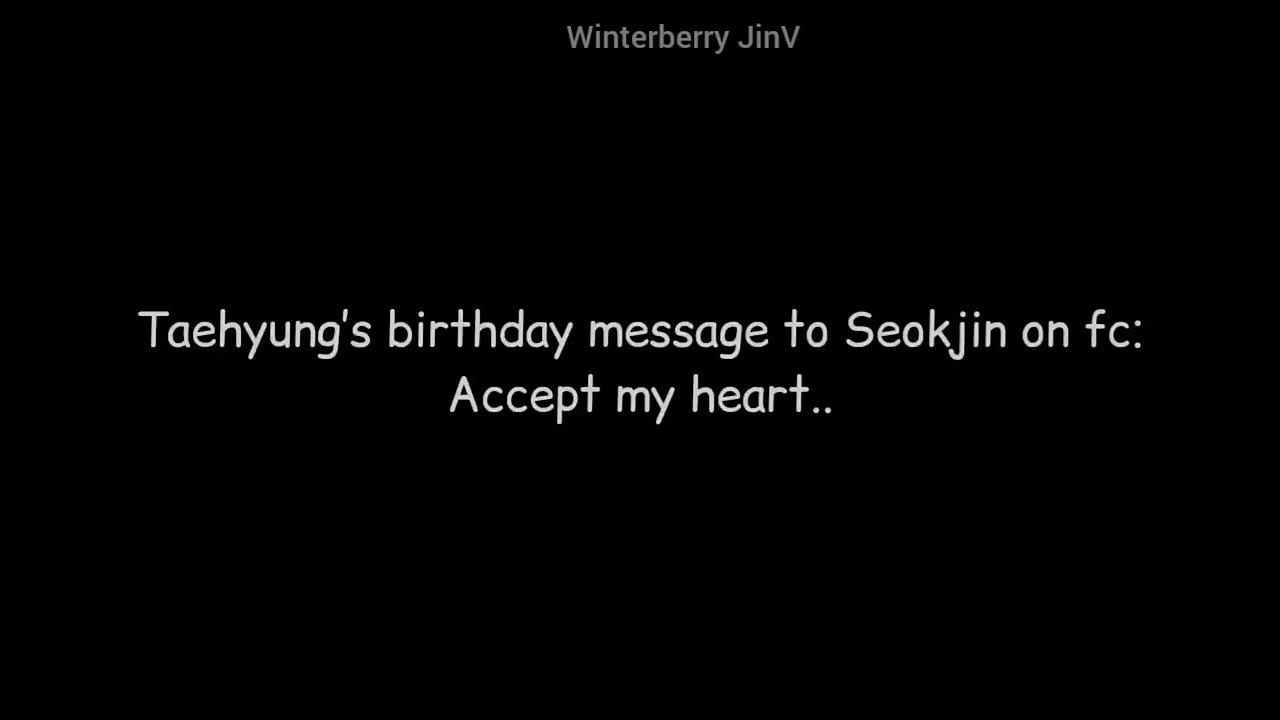 Winterberry JinV
Taehyung's birthday message to Seokjin on fc:
Accept my heart..